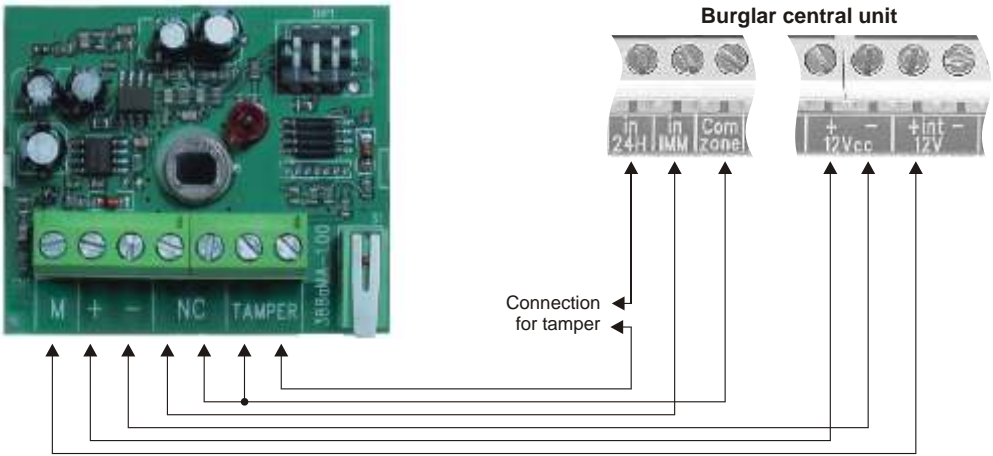 Burglar central unit
in 24H
in IMM
Com zone
+ -
12Vcc
+int -
12V
M + - NC TAMPER
Connection
for tamper